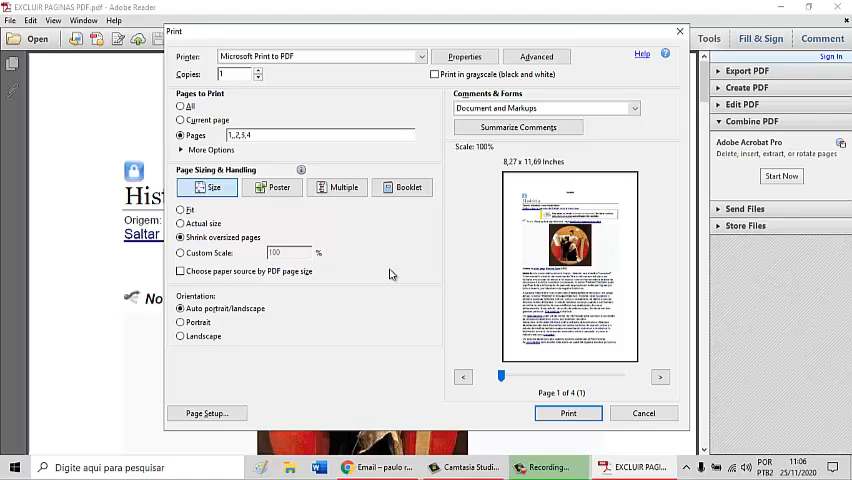 EXCLUIR PAGINAS PDF.pdf - Adobe Reader
File Edit View Window Help
Open
Tools Fill & Sign Comment
Sign In
Export PDF
Create PDF
Edit PDF
Combine PDF
Adobe Acrobat Pro
Delete, insert, extract, or rotate pages
Start Now
Send Files
Store Files
Hist
Origem:
Saltar
No
Print
Printer: Microsoft Print to PDF Properties Advanced Help
Copies: 1 Print in grayscale (black and white)
Pages to Print
All
Current page
Pages 1,,2,3,4
More Options
Page Sizing & Handling
Size Poster Multiple Booklet
Fit
Actual size
Shrink oversized pages
Custom Scale: 100 %
Choose paper source by PDF page size
Orientation:
Auto portrait/landscape
Portrait
Landscape
Comments & Forms
Document and Markups
Summarize Comments
Scale: 100%
8,27 x 11,69 Inches
História
< >
Page 1 of 4 (1)
Page Setup... Print Cancel
Digite aqui para pesquisar
Email – paulo r...
Camtasia Studi...
Recording...
EXCLUIR PAGI...
POR
PTB2
11:06
25/11/2020